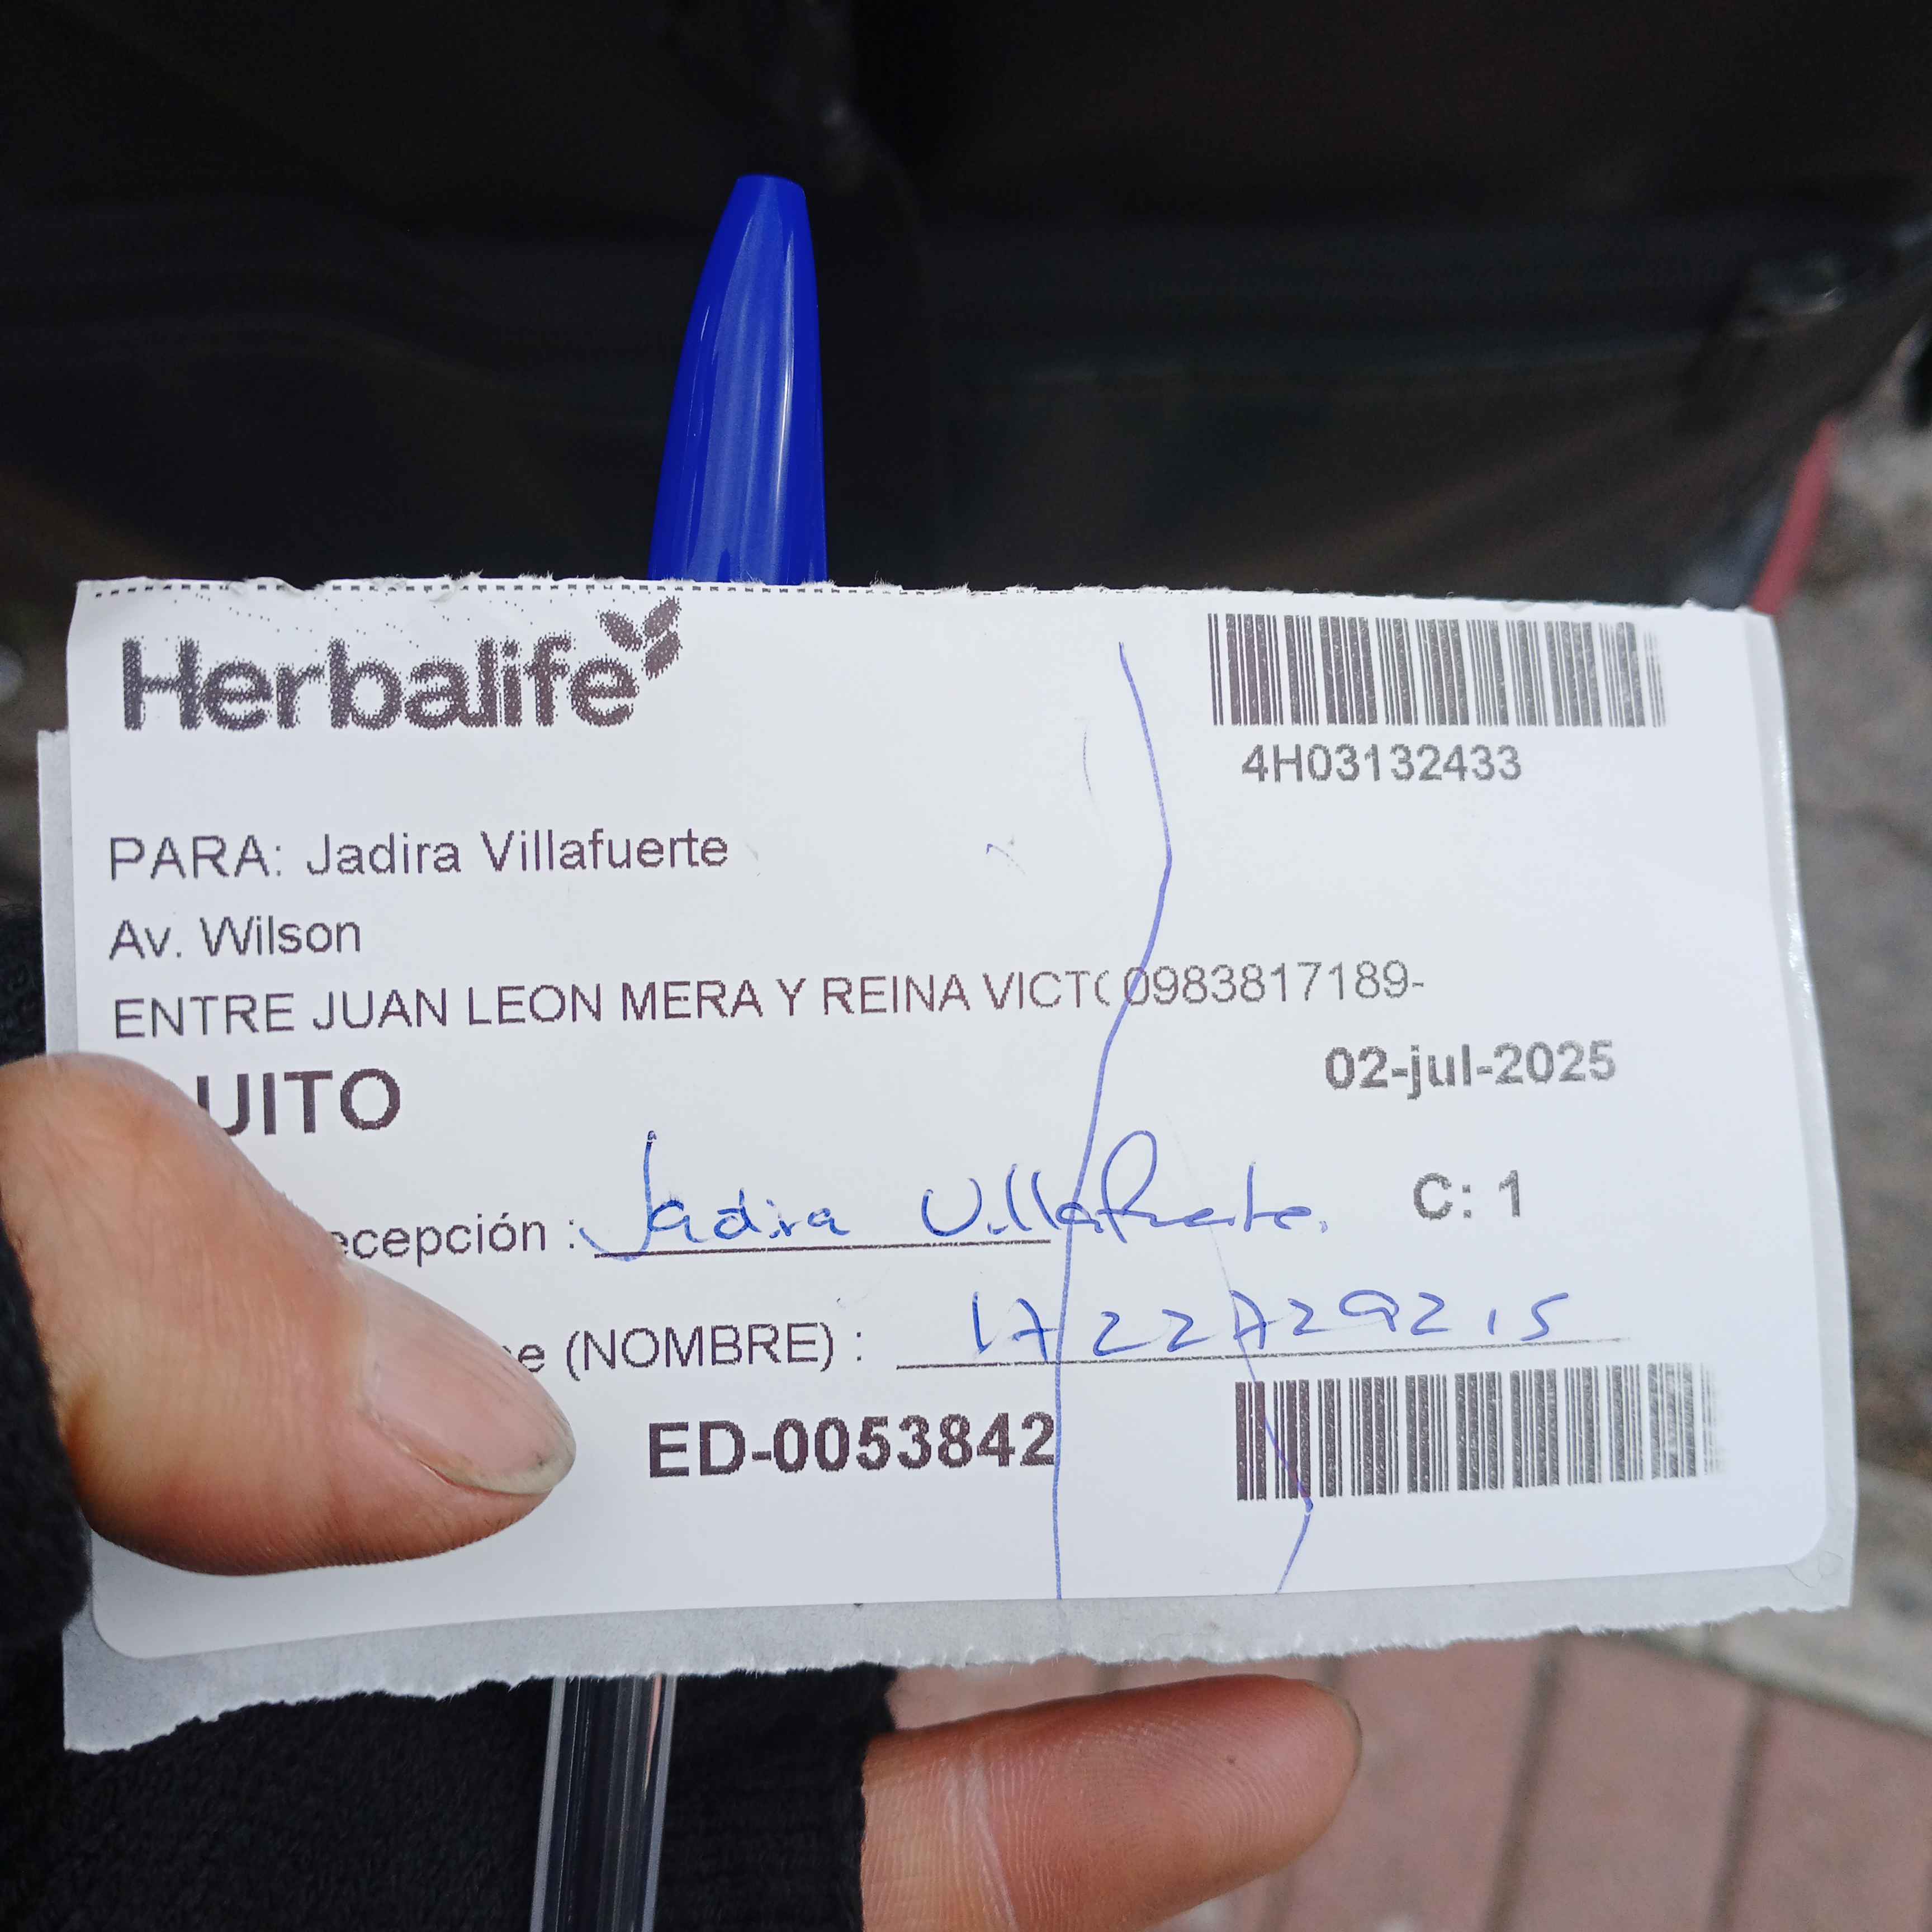 Herbalife
4H03132433
PARA: Jadira Villafuerte
Av. Wilson
ENTRE JUAN LEON MERA Y REINA VICTO 0983817189-
UITO
02-jul-2025
ecepción : Jadira Villafuerte.
C: 1
e (NOMBRE) : 1722729215
ED-0053842